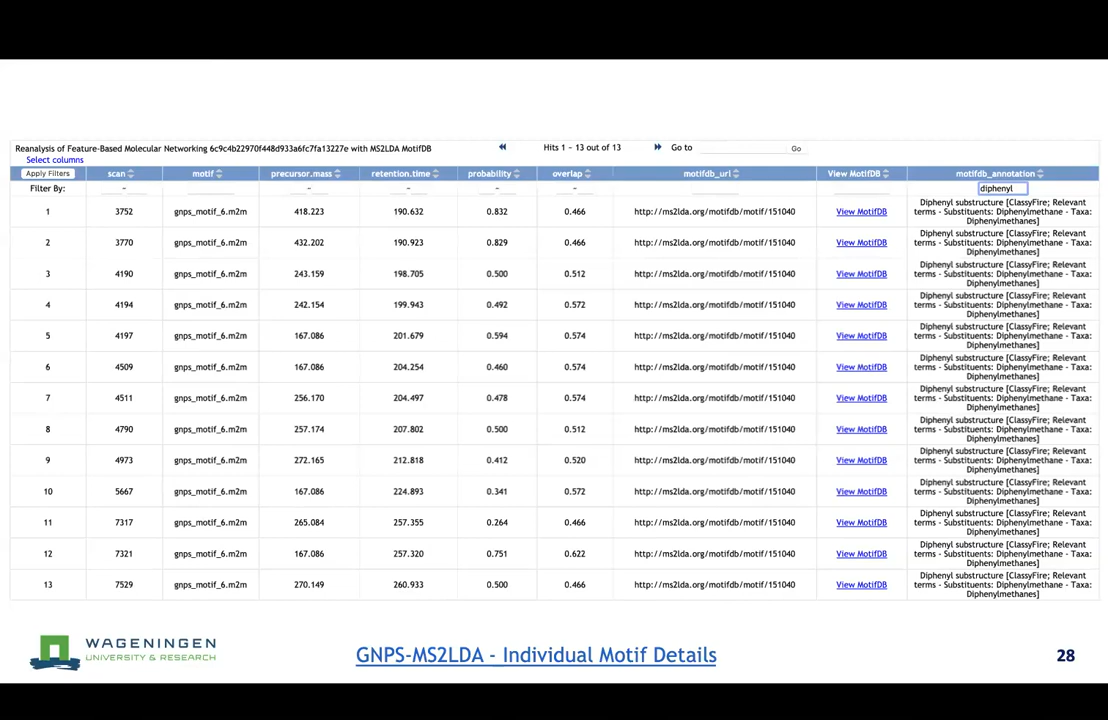 Reanalysis of Feature-Based Molecular Networking 6c9c4b22970f448d933a6fc7fa13227e with MS2LDA MotifDB Hits 1 ~ 13 out of 13 Go to Go
Select columns
Apply Filters scan motif precursor.mass retention.time probability overlap motifdb_url View MotifDB motifdb_annotation
Filter By: ~ ~ ~ ~ ~ diphenyl
1 3752 gnps_motif_6.m2m 418.223 190.632 0.832 0.466 http://ms2lda.org/motifdb/motif/151040 View MotifDB Diphenyl substructure [ClassyFire; Relevant
terms - Substituents: Diphenylmethane - Taxa:
Diphenylmethanes]
2 3770 gnps_motif_6.m2m 432.202 190.923 0.829 0.466 http://ms2lda.org/motifdb/motif/151040 View MotifDB Diphenyl substructure [ClassyFire; Relevant
terms - Substituents: Diphenylmethane - Taxa:
Diphenylmethanes]
3 4190 gnps_motif_6.m2m 243.159 198.705 0.500 0.512 http://ms2lda.org/motifdb/motif/151040 View MotifDB Diphenyl substructure [ClassyFire; Relevant
terms - Substituents: Diphenylmethane - Taxa:
Diphenylmethanes]
4 4194 gnps_motif_6.m2m 242.154 199.943 0.492 0.572 http://ms2lda.org/motifdb/motif/151040 View MotifDB Diphenyl substructure [ClassyFire; Relevant
terms - Substituents: Diphenylmethane - Taxa:
Diphenylmethanes]
5 4197 gnps_motif_6.m2m 167.086 201.679 0.594 0.574 http://ms2lda.org/motifdb/motif/151040 View MotifDB Diphenyl substructure [ClassyFire; Relevant
terms - Substituents: Diphenylmethane - Taxa:
Diphenylmethanes]
6 4509 gnps_motif_6.m2m 167.086 204.254 0.460 0.574 http://ms2lda.org/motifdb/motif/151040 View MotifDB Diphenyl substructure [ClassyFire; Relevant
terms - Substituents: Diphenylmethane - Taxa:
Diphenylmethanes]
7 4511 gnps_motif_6.m2m 256.170 204.497 0.478 0.574 http://ms2lda.org/motifdb/motif/151040 View MotifDB Diphenyl substructure [ClassyFire; Relevant
terms - Substituents: Diphenylmethane - Taxa:
Diphenylmethanes]
8 4790 gnps_motif_6.m2m 257.174 207.802 0.500 0.512 http://ms2lda.org/motifdb/motif/151040 View MotifDB Diphenyl substructure [ClassyFire; Relevant
terms - Substituents: Diphenylmethane - Taxa:
Diphenylmethanes]
9 4973 gnps_motif_6.m2m 272.165 212.818 0.412 0.520 http://ms2lda.org/motifdb/motif/151040 View MotifDB Diphenyl substructure [ClassyFire; Relevant
terms - Substituents: Diphenylmethane - Taxa:
Diphenylmethanes]
10 5667 gnps_motif_6.m2m 167.086 224.893 0.341 0.572 http://ms2lda.org/motifdb/motif/151040 View MotifDB Diphenyl substructure [ClassyFire; Relevant
terms - Substituents: Diphenylmethane - Taxa:
Diphenylmethanes]
11 7317 gnps_motif_6.m2m 265.084 257.355 0.264 0.466 http://ms2lda.org/motifdb/motif/151040 View MotifDB Diphenyl substructure [ClassyFire; Relevant
terms - Substituents: Diphenylmethane - Taxa:
Diphenylmethanes]
12 7321 gnps_motif_6.m2m 167.086 257.320 0.751 0.622 http://ms2lda.org/motifdb/motif/151040 View MotifDB Diphenyl substructure [ClassyFire; Relevant
terms - Substituents: Diphenylmethane - Taxa:
Diphenylmethanes]
13 7529 gnps_motif_6.m2m 270.149 260.933 0.500 0.466 http://ms2lda.org/motifdb/motif/151040 View MotifDB Diphenyl substructure [ClassyFire; Relevant
terms - Substituents: Diphenylmethane - Taxa:
Diphenylmethanes]
WAGENINGEN
UNIVERSITY & RESEARCH
GNPS-MS2LDA - Individual Motif Details
28